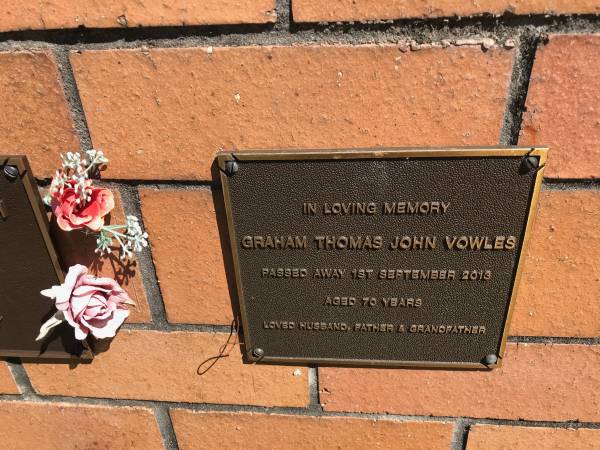 IN LOVING MEMORY
GRAHAM THOMAS JOHN VOWLES
PASSED AWAY 1ST SEPTEMBER 2013
AGED 70 YEARS
LOVED HUSBAND, FATHER & GRANDFATHER